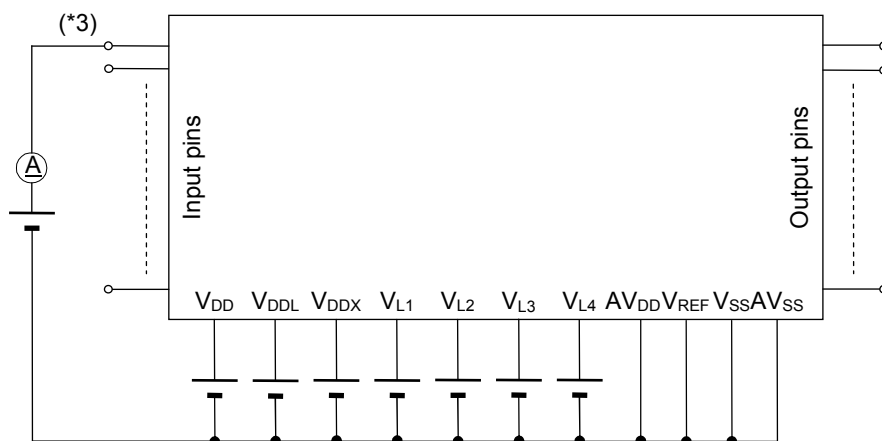 (*3)
A
Input pins
Output pins
VDD VDDL VDDX VL1 VL2 VL3 VL4 AVDD VREF VSS AVSS